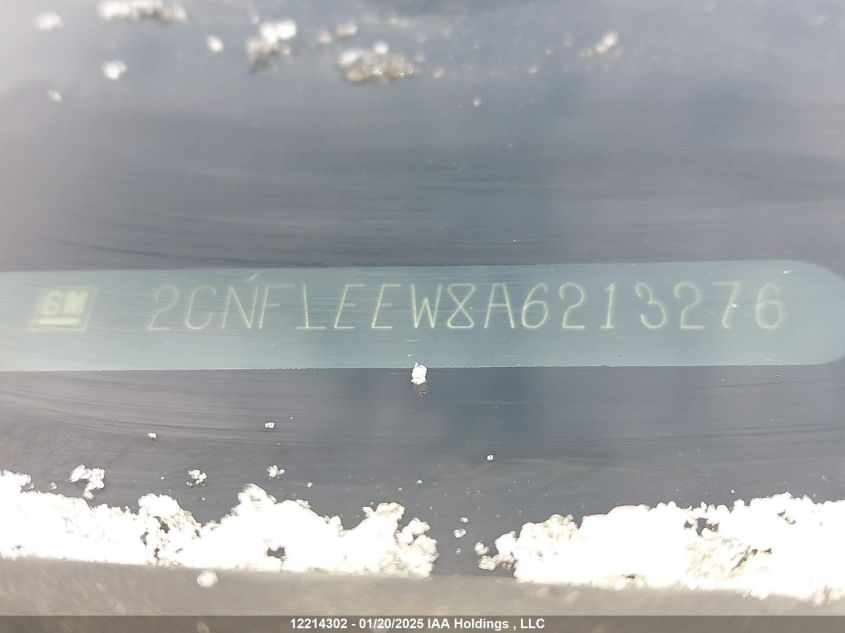 GM 2CNFLEEW8A6213276
12214302 - 01/20/2025 IAA Holdings , LLC